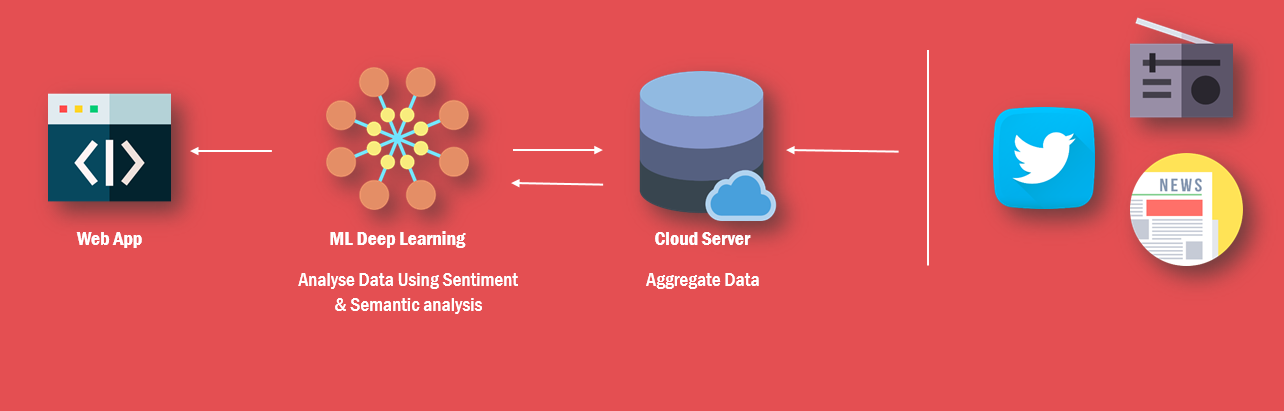 NEWS
Web App
ML Deep Learning
Cloud Server
Analyse Data Using Sentiment
& Semantic analysis
Aggregate Data